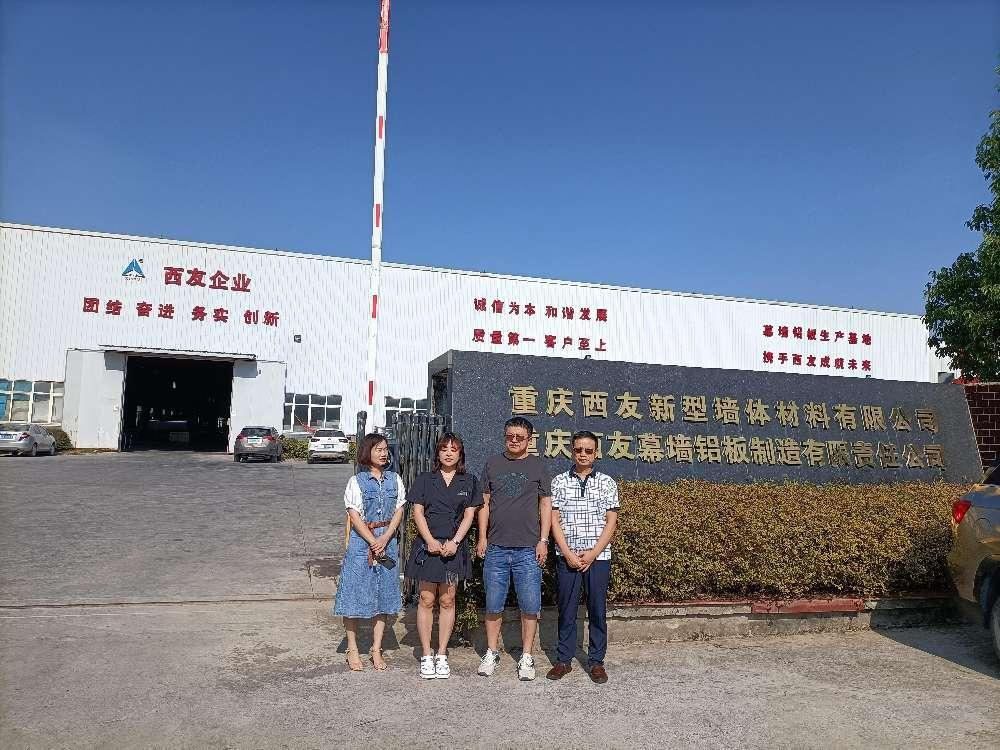 西友企业
团结 奋进 务实 创新
诚信为本 和谐发展
质量第一 客户至上
幕墙铝板生产基地
携手西友成就未来
重庆西友新型墙体材料有限公司
重庆西友幕墙铝板制造有限责任公司